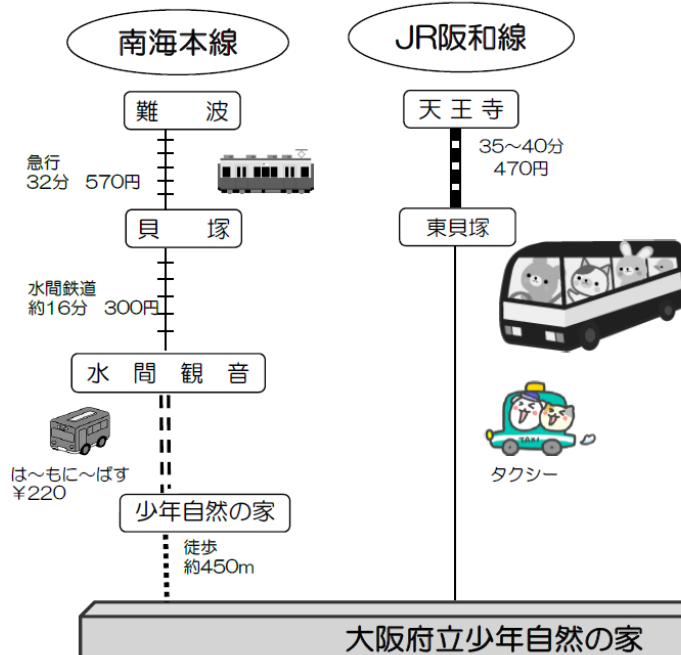 南海本線
JR阪和線
難　波
天王寺
急行
32分　570円
35～40分
470円
貝　塚
東貝塚
水間鉄道
約16分　300円
水　間　観　音
は～もに～ばす
￥220
TAXI
タクシー
少年自然の家
徒歩
約450m
大阪府立少年自然の家